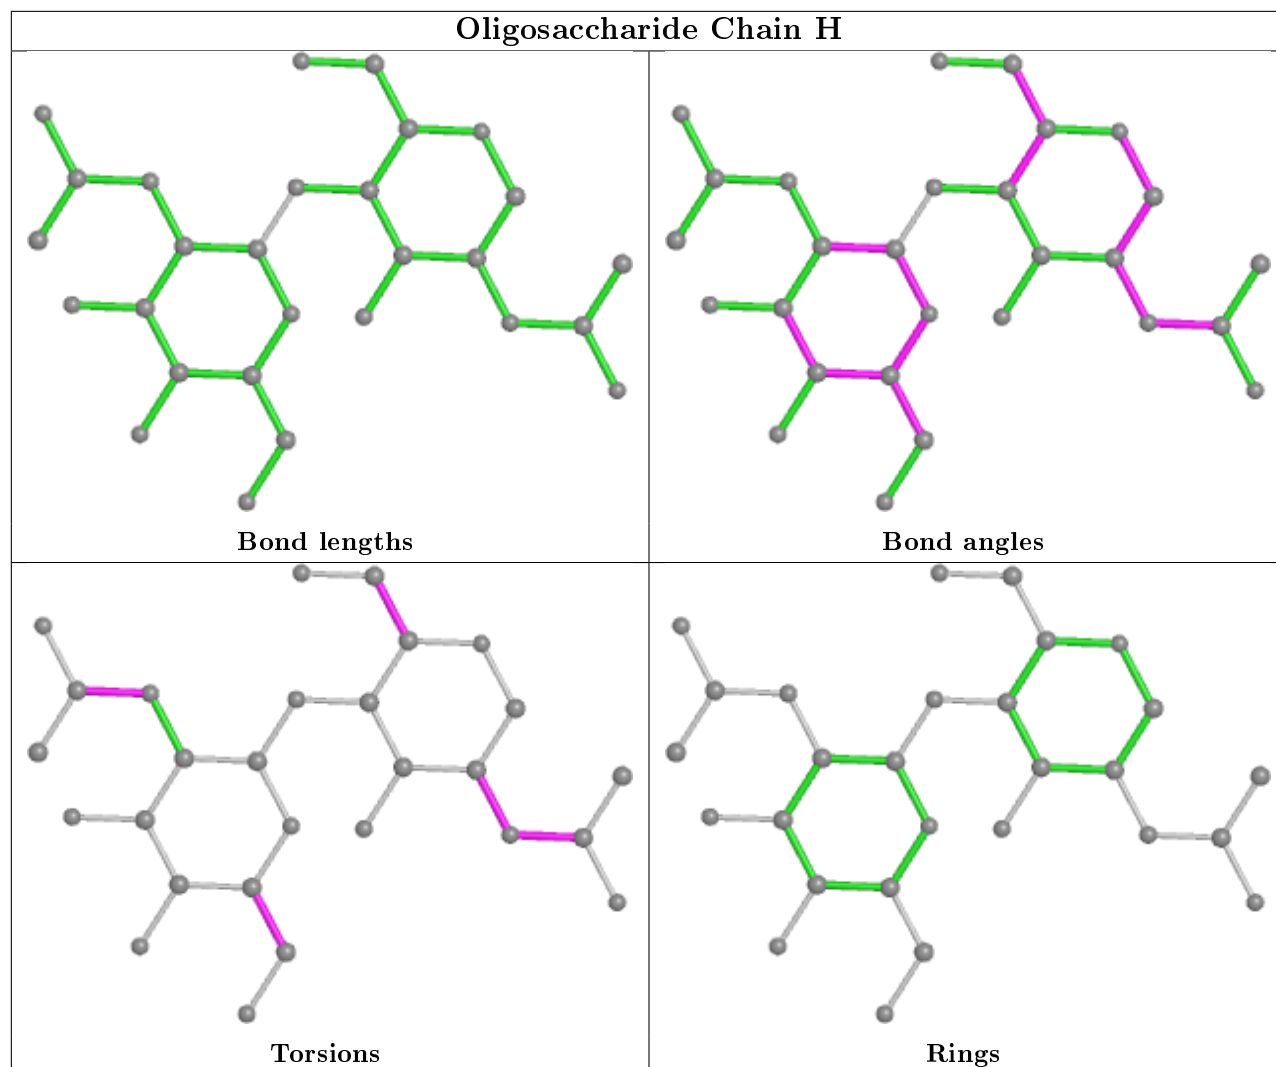 Oligosaccharide Chain H
Bond lengths
Bond angles
Torsions
Rings